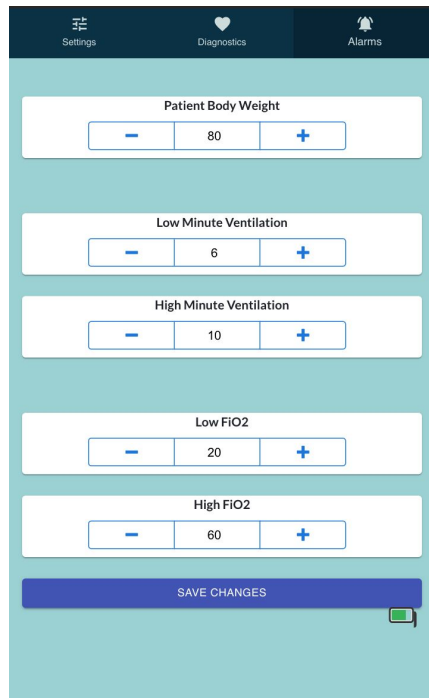 Settings
Diagnostics
Alarms
Patient Body Weight
− 80 +
Low Minute Ventilation
− 6 +
High Minute Ventilation
− 10 +
Low FiO2
− 20 +
High FiO2
− 60 +
SAVE CHANGES